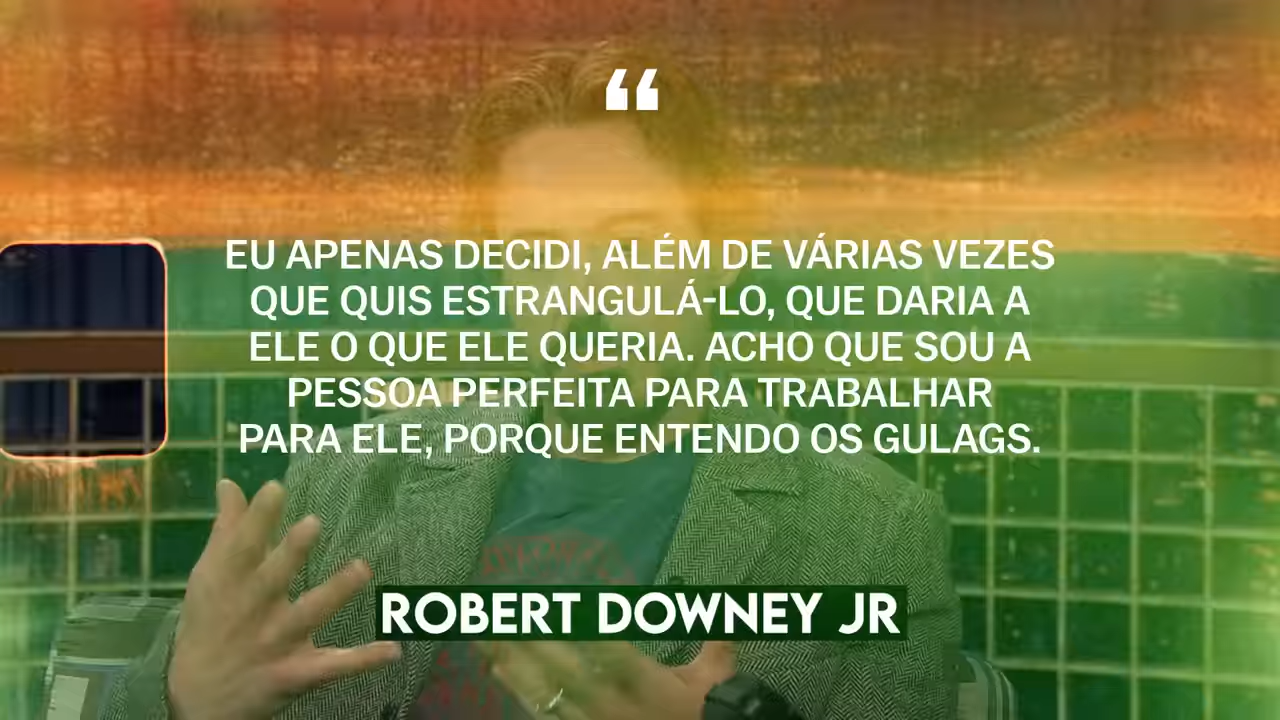 “
EU APENAS DECIDI, ALÉM DE VÁRIAS VEZES
QUE QUIS ESTRANGULÁ-LO, QUE DARIA A
ELE O QUE ELE QUERIA. ACHO QUE SOU A
PESSOA PERFEITA PARA TRABALHAR
PARA ELE, PORQUE ENTENDO OS GULAGS.
ROBERT DOWNEY JR